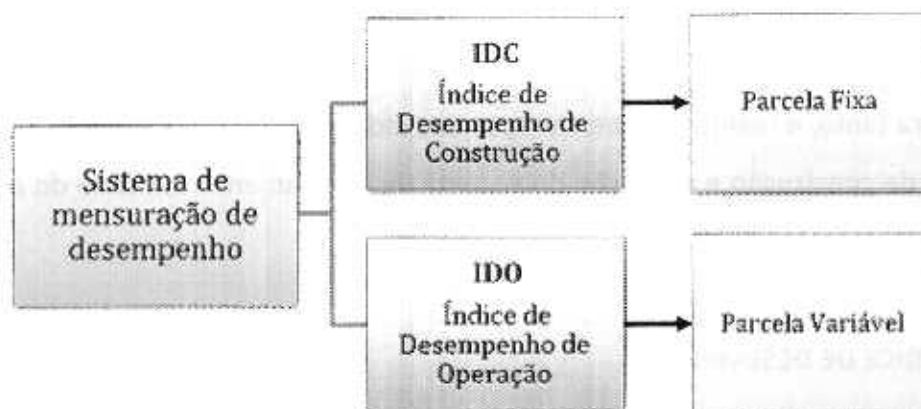 IDC
Índice de
Desempenho de
Construção
Parcela Fixa
Sistema de
mensuração de
desempenho
IDO
Índice de
Desempenho de
Operação
Parcela Variável